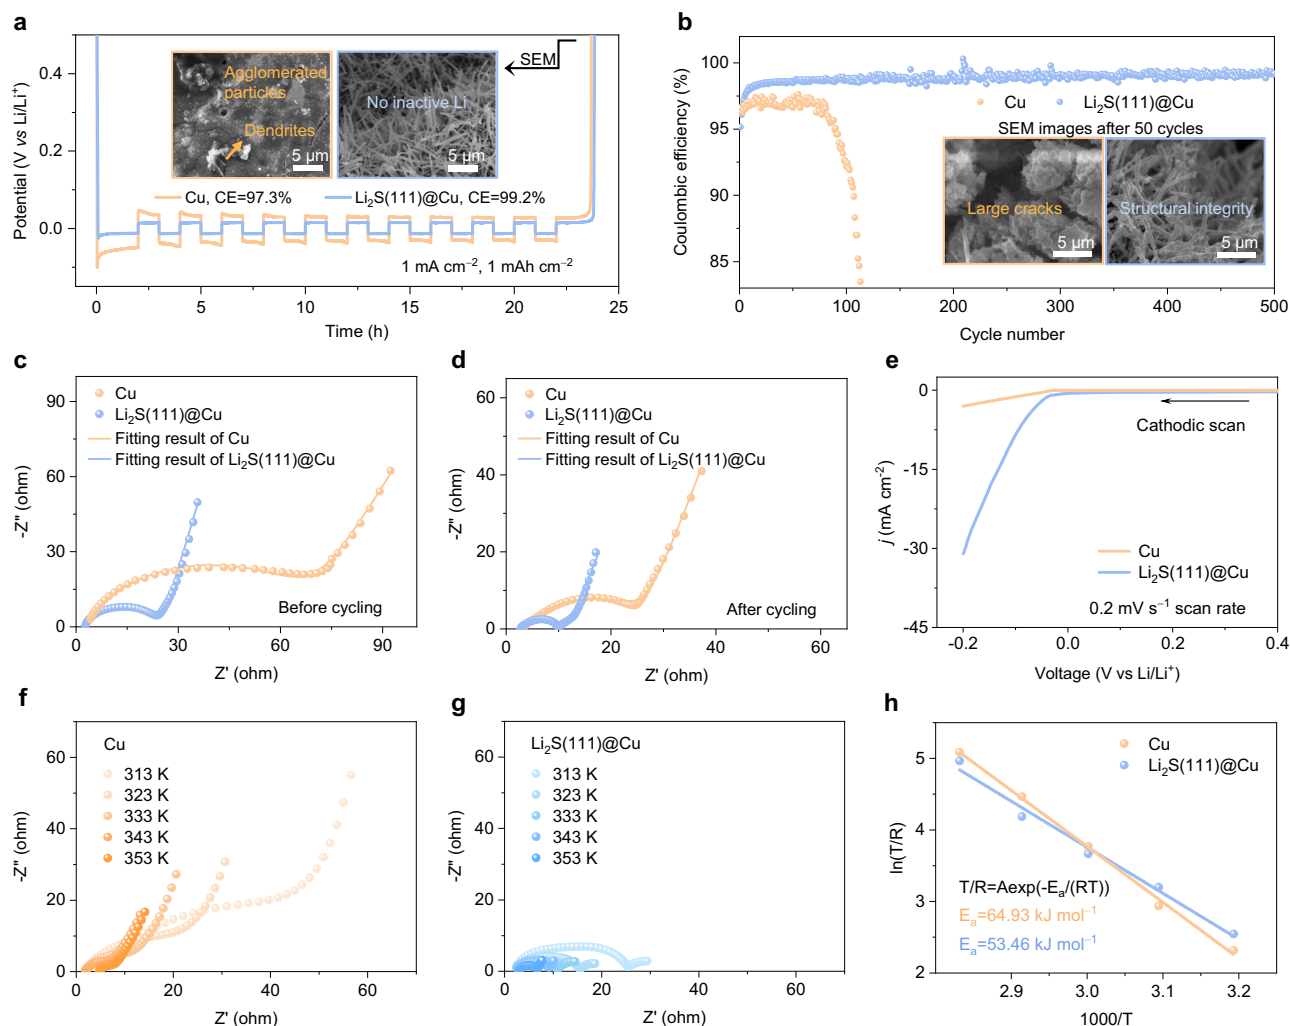 a
Potential (V vs Li/Li⁺)
0.4
0.2
0.0
SEM
Agglomerated
particles
Dendrites
5 μm
No inactive Li
5 μm
Cu, CE=97.3%
Li₂S(111)@Cu, CE=99.2%
1 mA cm⁻², 1 mAh cm⁻²
0
5
10
15
20
25
Time (h)
b
Coulombic efficiency (%)
100
95
90
85
Cu
Li₂S(111)@Cu
SEM images after 50 cycles
Large cracks
5 μm
Structural integrity
5 μm
0
100
200
300
400
500
Cycle number
c
-Z" (ohm)
90
60
30
0
Cu
Li₂S(111)@Cu
Fitting result of Cu
Fitting result of Li₂S(111)@Cu
Before cycling
0
30
60
90
Z' (ohm)
d
-Z" (ohm)
60
40
20
0
Cu
Li₂S(111)@Cu
Fitting result of Cu
Fitting result of Li₂S(111)@Cu
After cycling
0
20
40
60
Z' (ohm)
e
j (mA cm⁻²)
0
-15
-30
-45
Cathodic scan
Cu
Li₂S(111)@Cu
0.2 mV s⁻¹ scan rate
-0.2
0.0
0.2
0.4
Voltage (V vs Li/Li⁺)
f
-Z" (ohm)
60
40
20
0
Cu
313 K
323 K
333 K
343 K
353 K
0
20
40
60
Z' (ohm)
g
-Z" (ohm)
60
40
20
0
Li₂S(111)@Cu
313 K
323 K
333 K
343 K
353 K
0
20
40
60
Z' (ohm)
h
ln(T/R)
5
4
3
2
Cu
Li₂S(111)@Cu
T/R=Aexp(-Eₐ/(RT))
Eₐ=64.93 kJ mol⁻¹
Eₐ=53.46 kJ mol⁻¹
2.9
3.0
3.1
3.2
1000/T